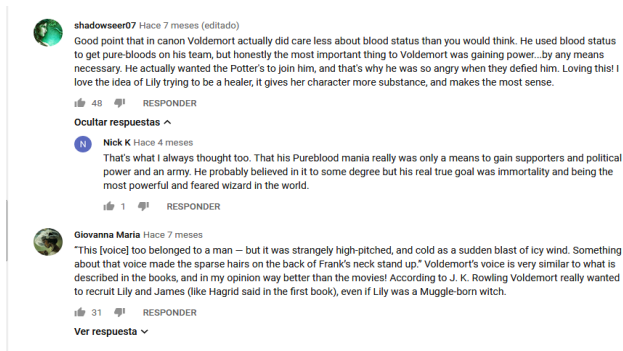 shadowseer07 Hace 7 meses (editado)
Good point that in canon Voldemort actually did care less about blood status than you would think. He used blood status
to get pure-bloods on his team, but honestly the most important thing to Voldemort was gaining power...by any means
necessary. He actually wanted the Potter's to join him, and that's why he was so angry when they defied him. Loving this! I
love the idea of Lily trying to be a healer, it gives her character more substance, and makes the most sense.
48 RESPONDER
Ocultar respuestas
N Nick K Hace 4 meses
That's what I always thought too. That his Pureblood mania really was only a means to gain supporters and political
power and an army. He probably believed in it to some degree but his real true goal was immortality and being the
most powerful and feared wizard in the world.
1 RESPONDER
Giovanna Maria Hace 7 meses
“This [voice] too belonged to a man — but it was strangely high-pitched, and cold as a sudden blast of icy wind. Something
about that voice made the sparse hairs on the back of Frank’s neck stand up.” Voldemort’s voice is very similar to what is
described in the books, and in my opinion way better than the movies! According to J. K. Rowling Voldemort really wanted
to recruit Lily and James (like Hagrid said in the first book), even if Lily was a Muggle-born witch.
31 RESPONDER
Ver respuesta